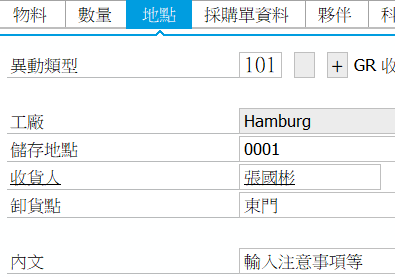 物料 數量 地點 採購單資料 夥伴
異動類型 101 + GR 收
工廠 Hamburg
儲存地點 0001
收貨人 張國彬
卸貨點 東門
內文 輸入注意事項等